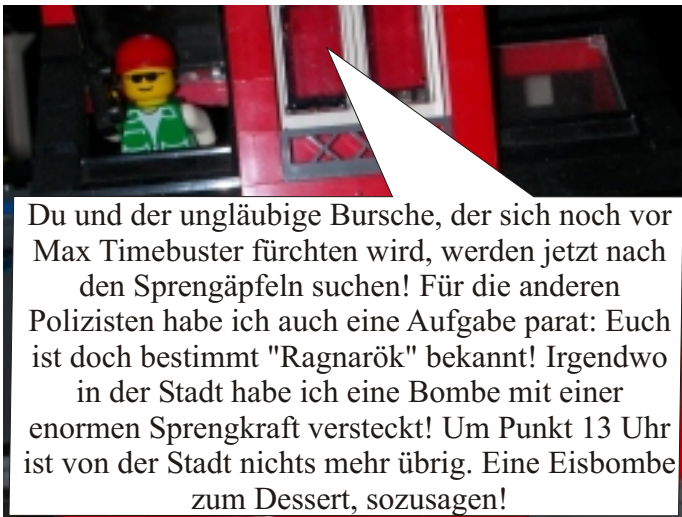 Du und der ungläubige Bursche, der sich noch vor
Max Timebuster fürchten wird, werden jetzt nach
den Sprengäpfeln suchen! Für die anderen
Polizisten habe ich auch eine Aufgabe parat: Euch
ist doch bestimmt "Ragnarök" bekannt! Irgendwo
in der Stadt habe ich eine Bombe mit einer
enormen Sprengkraft versteckt! Um Punkt 13 Uhr
ist von der Stadt nichts mehr übrig. Eine Eisbombe
zum Dessert, sozusagen!